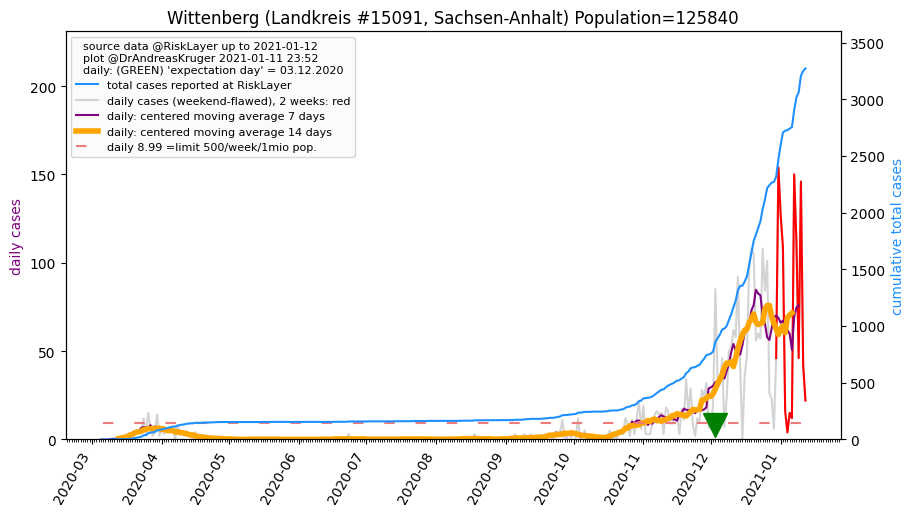 Wittenberg (Landkreis #15091, Sachsen-Anhalt) Population=125840
source data @RiskLayer up to 2021-01-12
plot @DrAndreasKruger 2021-01-11 23:52
daily: (GREEN) 'expectation day' = 03.12.2020
total cases reported at RiskLayer
daily cases (weekend-flawed), 2 weeks: red
daily: centered moving average 7 days
daily: centered moving average 14 days
daily 8.99 =limit 500/week/1mio pop.
daily cases
200
150
100
50
0
cumulative total cases
3500
3000
2500
2000
1500
1000
500
0
2020-03
2020-04
2020-05
2020-06
2020-07
2020-08
2020-09
2020-10
2020-11
2020-12
2021-01